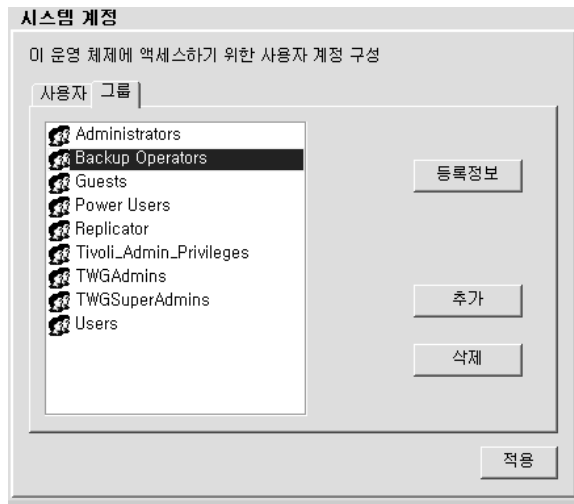 시스템 계정
이 운영 체제에 액세스하기 위한 사용자 계정 구성
사용자 그룹
Administrators
Backup Operators
Guests
Power Users
Replicator
Tivoli_Admin_Privileges
TWGAdmins
TWGSuperAdmins
Users
등록정보
추가
삭제
적용